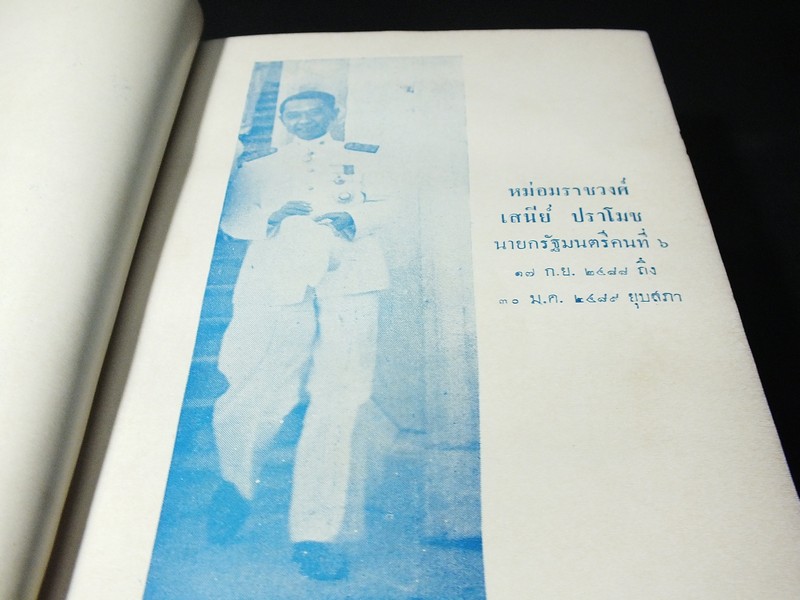 หม่อมราชวงศ์
เสนีย์ ปราโมช
นายกรัฐมนตรีคนที่ ๖
๑๗ ก.ย. ๒๔๘๘ ถึง
๓๐ ม.ค. ๒๔๘๙ ยุบสภา